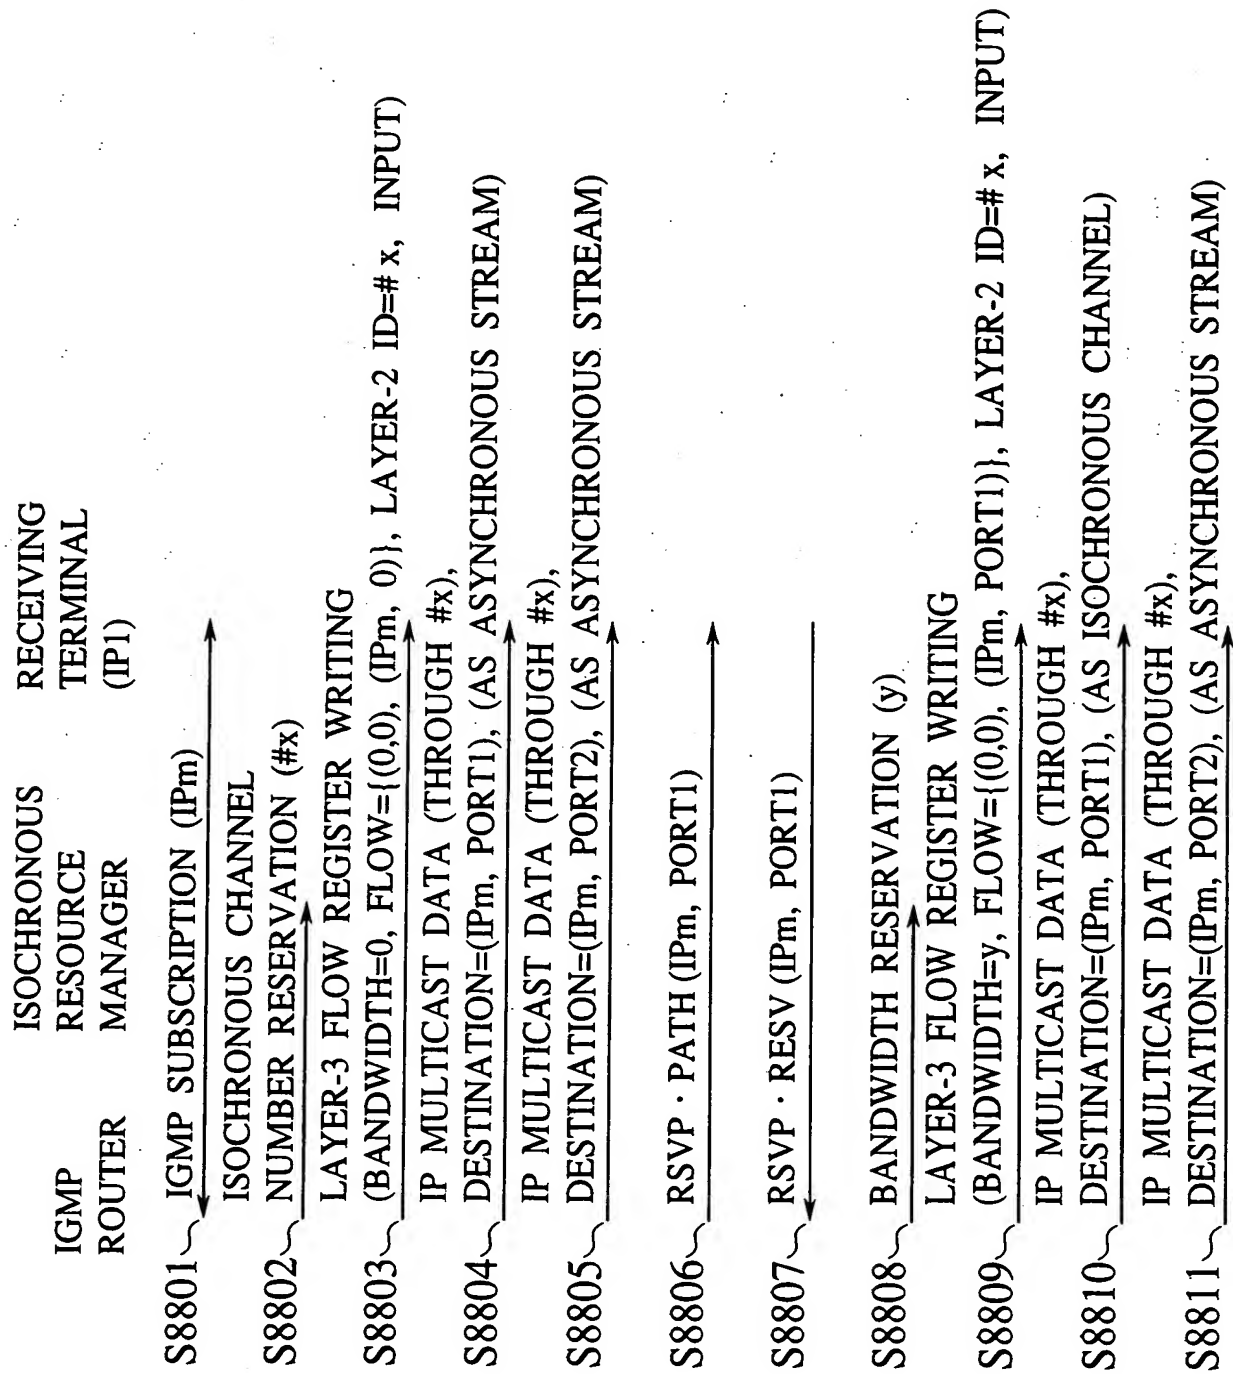 IGMP
ROUTER
ISOCHRONOUS
RESOURCE
MANAGER
RECEIVING
TERMINAL
(IP1)
S8801 IGMP SUBSCRIPTION (IPm)
ISOCHRONOUS CHANNEL
S8802 NUMBER RESERVATION (#x)
LAYER-3 FLOW REGISTER WRITING
S8803 (BANDWIDTH=0, FLOW={(0,0), (IPm, 0)}, LAYER-2 ID=# x, INPUT)
IP MULTICAST DATA (THROUGH #x),
S8804 DESTINATION=(IPm, PORT1), (AS ASYNCHRONOUS STREAM)
IP MULTICAST DATA (THROUGH #x),
S8805 DESTINATION=(IPm, PORT2), (AS ASYNCHRONOUS STREAM)
S8806 RSVP · PATH (IPm, PORT1)
S8807 RSVP · RESV (IPm, PORT1)
S8808 BANDWIDTH RESERVATION (y)
LAYER-3 FLOW REGISTER WRITING
S8809 (BANDWIDTH=y, FLOW={(0,0), (IPm, PORT1)}, LAYER-2 ID=# x, INPUT)
IP MULTICAST DATA (THROUGH #x),
S8810 DESTINATION=(IPm, PORT1), (AS ISOCHRONOUS CHANNEL)
IP MULTICAST DATA (THROUGH #x),
S8811 DESTINATION=(IPm, PORT2), (AS ASYNCHRONOUS STREAM)